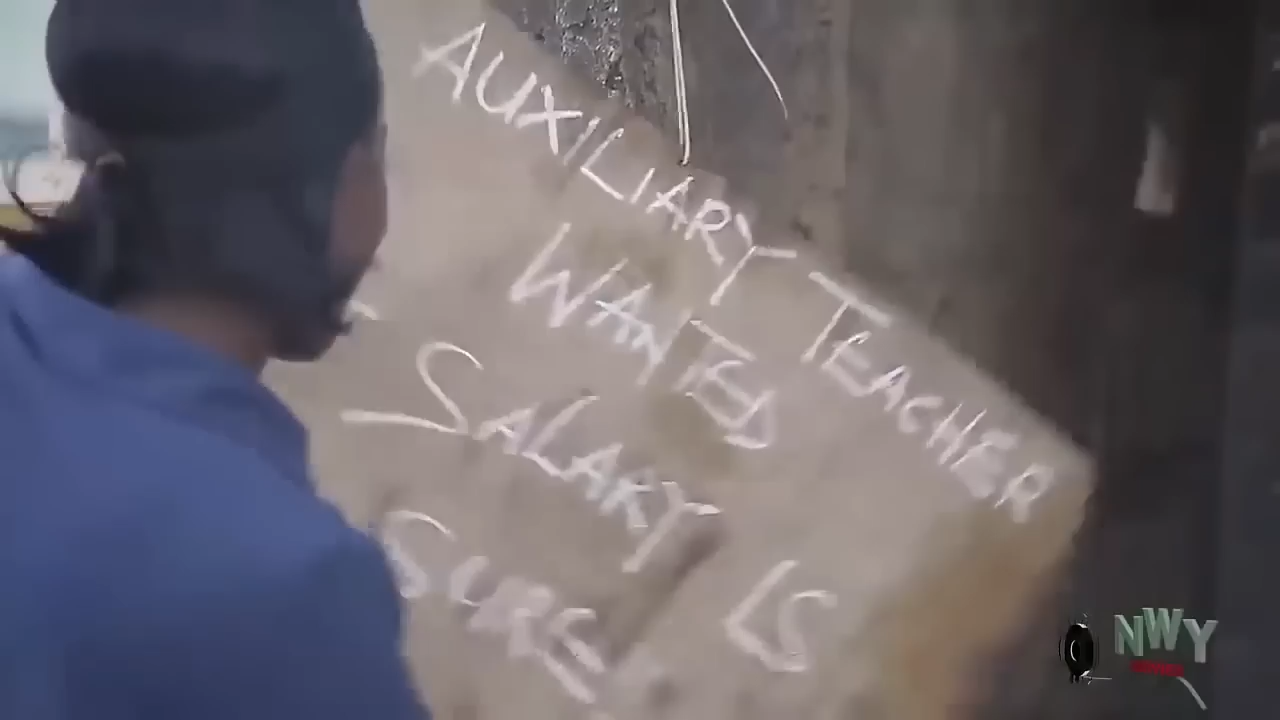 AUXILIARY TEACHER
WANTED
SALARY IS
SURE
NWY